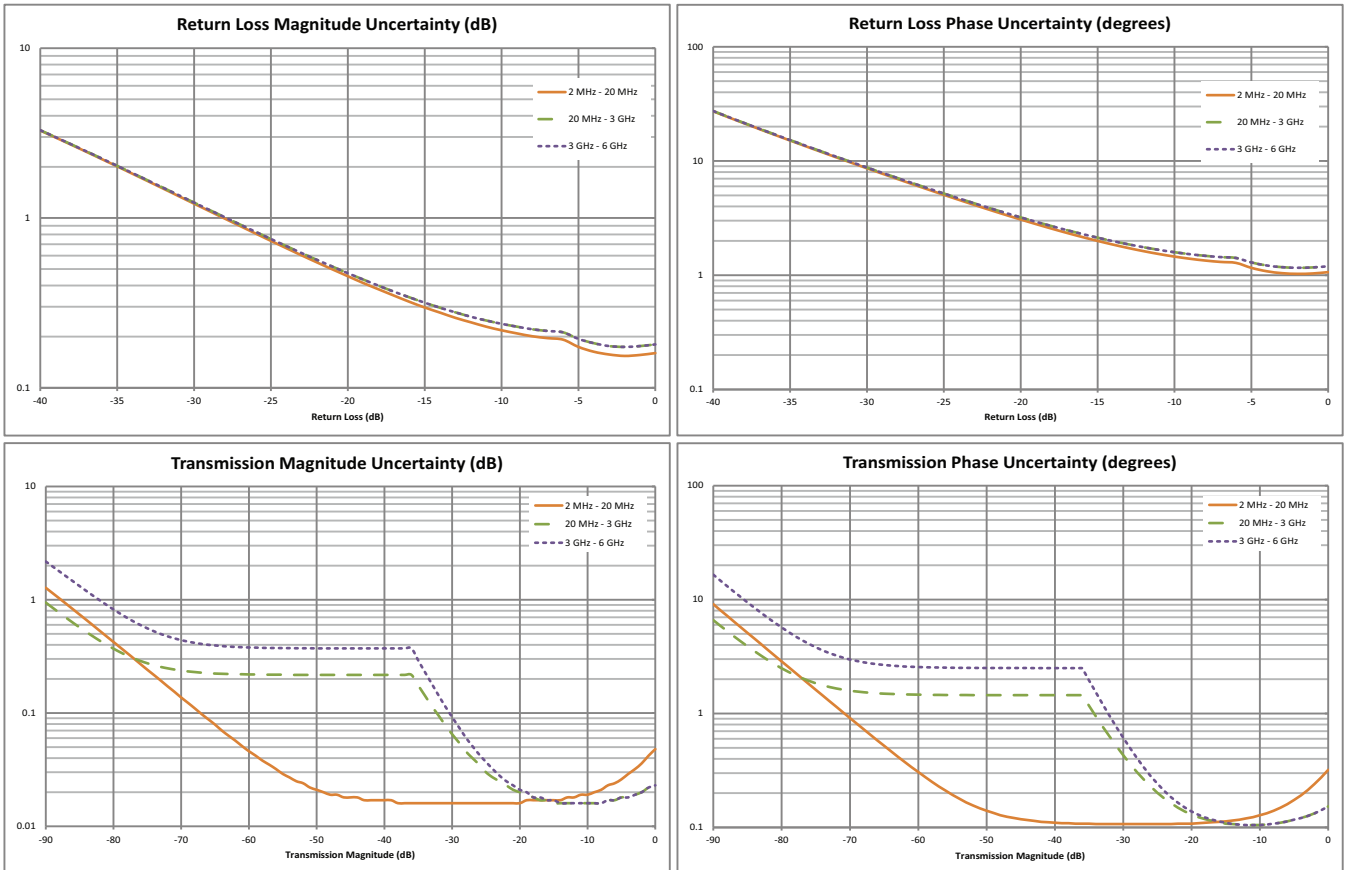 Return Loss Magnitude Uncertainty (dB)
10
1
0.1
2 MHz - 20 MHz
20 MHz - 3 GHz
3 GHz - 6 GHz
-40 -35 -30 -25 -20 -15 -10 -5 0
Return Loss (dB)
Return Loss Phase Uncertainty (degrees)
100
10
1
0.1
2 MHz - 20 MHz
20 MHz - 3 GHz
3 GHz - 6 GHz
-40 -35 -30 -25 -20 -15 -10 -5 0
Return Loss (dB)
Transmission Magnitude Uncertainty (dB)
10
1
0.1
0.01
2 MHz - 20 MHz
20 MHz - 3 GHz
3 GHz - 6 GHz
-90 -80 -70 -60 -50 -40 -30 -20 -10 0
Transmission Magnitude (dB)
Transmission Phase Uncertainty (degrees)
100
10
1
0.1
2 MHz - 20 MHz
20 MHz - 3 GHz
3 GHz - 6 GHz
-90 -80 -70 -60 -50 -40 -30 -20 -10 0
Transmission Magnitude (dB)